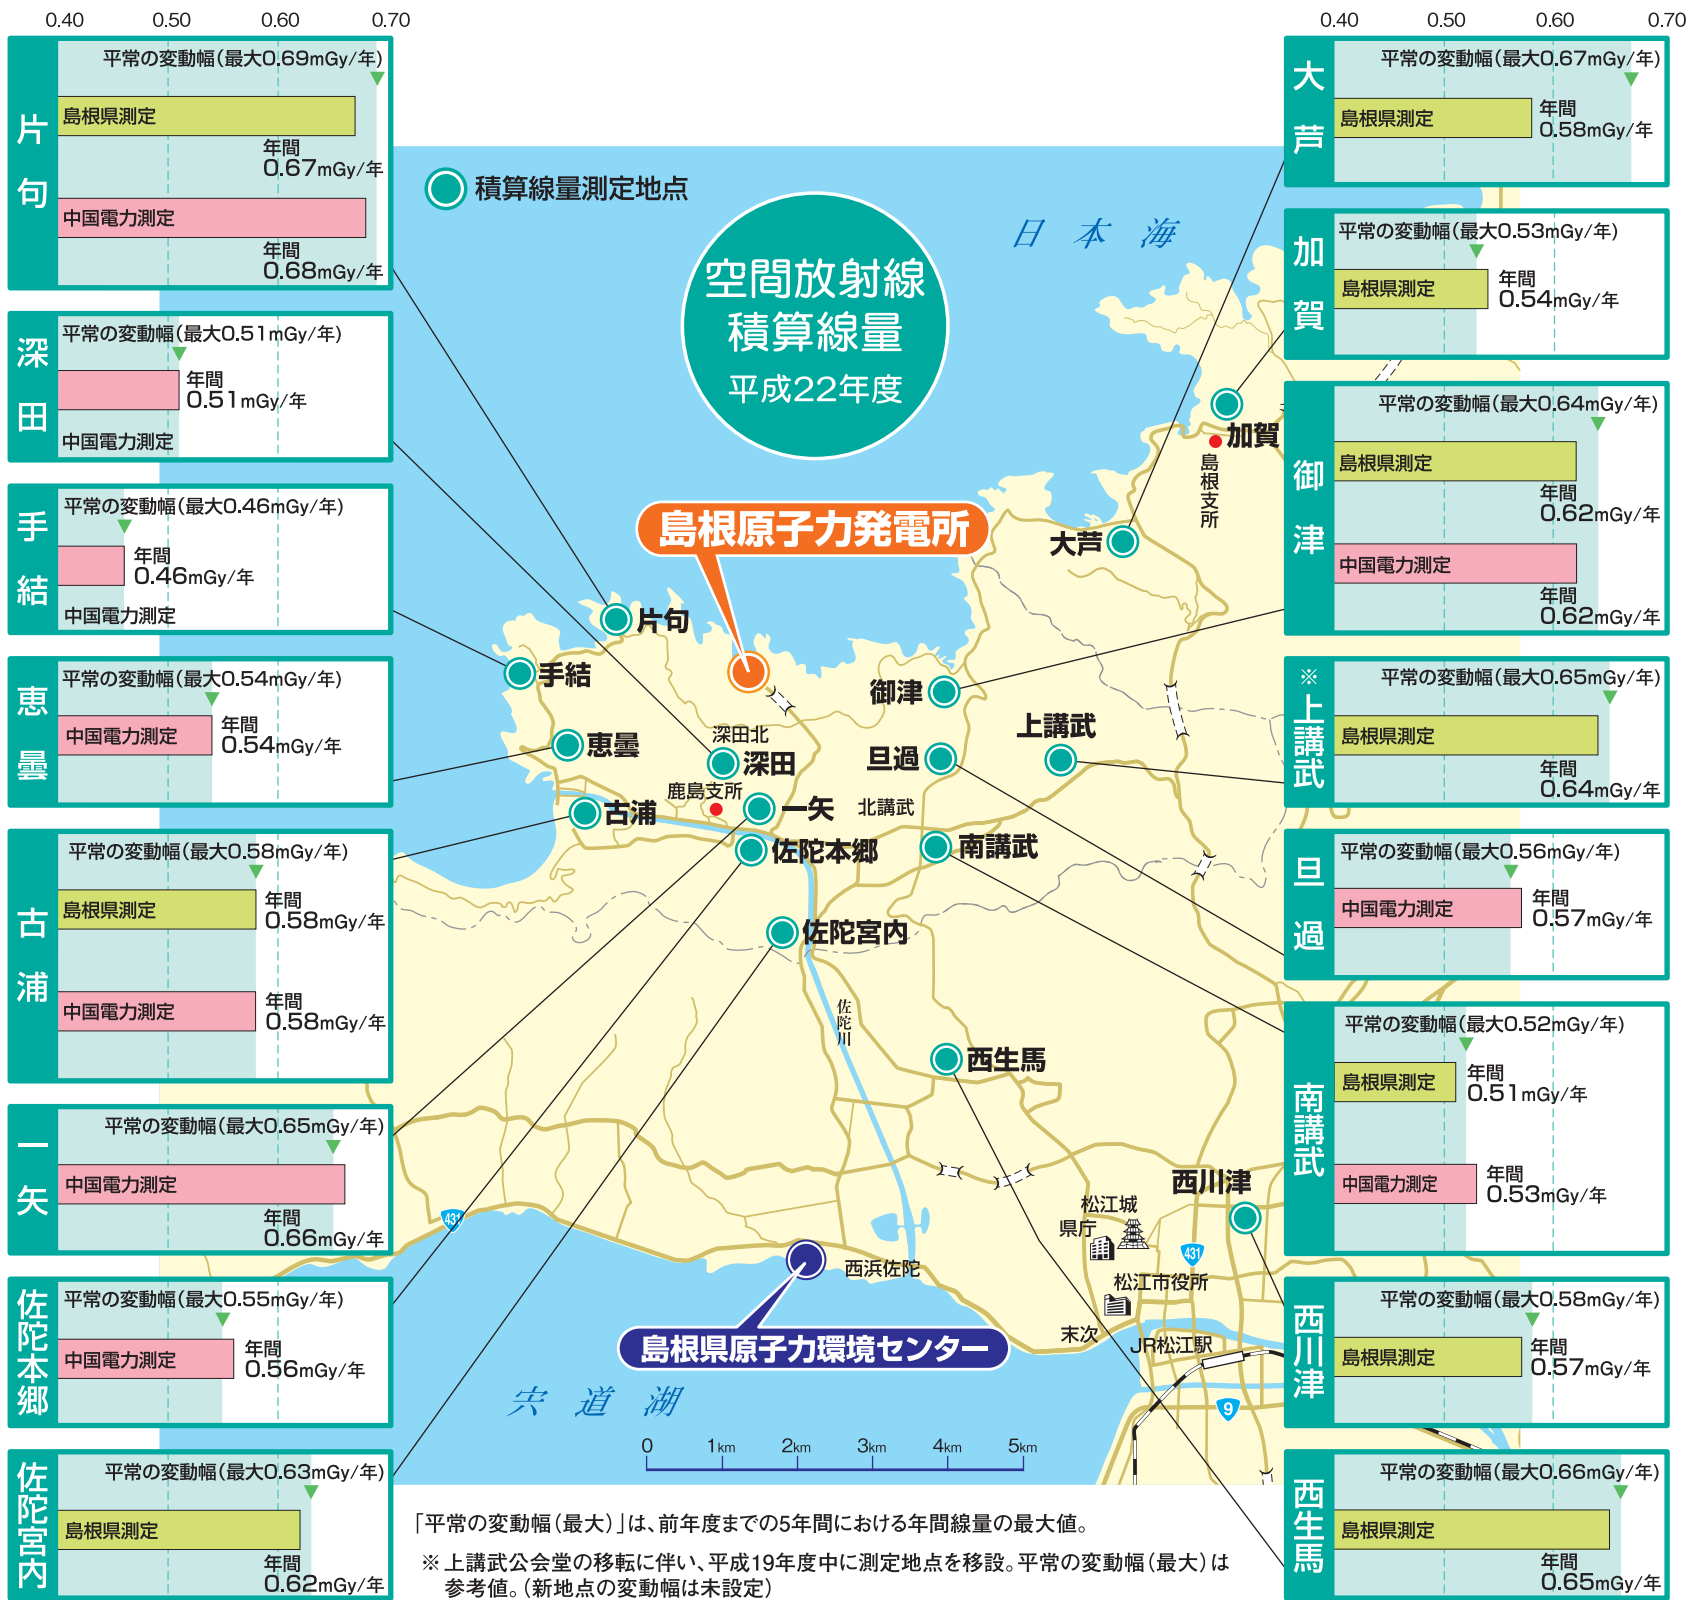 0.40 0.50 0.60 0.70
片句
平常の変動幅(最大0.69mGy/年)
島根県測定
年間
0.67mGy/年
中国電力測定
年間
0.68mGy/年
深田
平常の変動幅(最大0.51mGy/年)
年間
0.51mGy/年
中国電力測定
手結
平常の変動幅(最大0.46mGy/年)
年間
0.46mGy/年
中国電力測定
恵曇
平常の変動幅(最大0.54mGy/年)
中国電力測定
年間
0.54mGy/年
古浦
平常の変動幅(最大0.58mGy/年)
島根県測定
年間
0.58mGy/年
中国電力測定
年間
0.58mGy/年
一矢
平常の変動幅(最大0.65mGy/年)
中国電力測定
年間
0.66mGy/年
佐陀本郷
平常の変動幅(最大0.55mGy/年)
中国電力測定
年間
0.56mGy/年
佐陀宮内
平常の変動幅(最大0.63mGy/年)
島根県測定
年間
0.62mGy/年
積算線量測定地点
空間放射線
積算線量
平成22年度
日本海
加賀
島根支所
大芦
島根原子力発電所
片句
手結
御津
上講武
恵曇
深田北
深田
旦過
鹿島支所
古浦
一矢
北講武
佐陀本郷
南講武
佐陀宮内
佐陀川
西生馬
西川津
松江城
県庁
431
431
西浜佐陀
松江市役所
末次
JR松江駅
島根県原子力環境センター
宍道湖
9
0 1km 2km 3km 4km 5km
「平常の変動幅(最大)」は、前年度までの5年間における年間線量の最大値。
※上講武公会堂の移転に伴い、平成19年度中に測定地点を移設。平常の変動幅(最大)は
参考値。(新地点の変動幅は未設定)
0.40 0.50 0.60 0.70
大芦
平常の変動幅(最大0.67mGy/年)
島根県測定
年間
0.58mGy/年
加賀
平常の変動幅(最大0.53mGy/年)
島根県測定
年間
0.54mGy/年
御津
平常の変動幅(最大0.64mGy/年)
島根県測定
年間
0.62mGy/年
中国電力測定
年間
0.62mGy/年
※上講武
平常の変動幅(最大0.65mGy/年)
島根県測定
年間
0.64mGy/年
旦過
平常の変動幅(最大0.56mGy/年)
中国電力測定
年間
0.57mGy/年
南講武
平常の変動幅(最大0.52mGy/年)
島根県測定
年間
0.51mGy/年
中国電力測定
年間
0.53mGy/年
西川津
平常の変動幅(最大0.58mGy/年)
島根県測定
年間
0.57mGy/年
西生馬
平常の変動幅(最大0.66mGy/年)
島根県測定
年間
0.65mGy/年